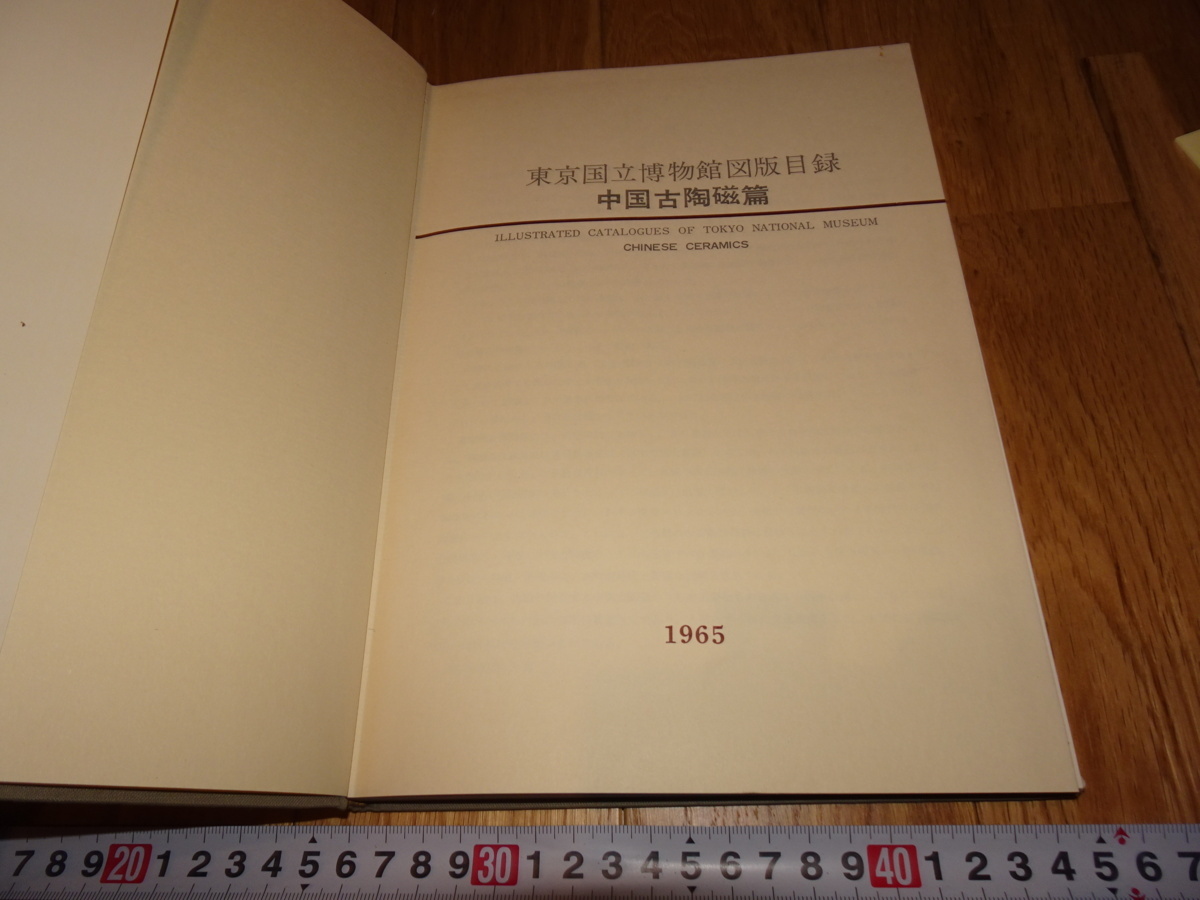 東京国立博物館図版目録
中国古陶磁篇
ILLUSTRATED CATALOGUES OF TOKYO NATIONAL MUSEUM
CHINESE CERAMICS
1965
7 8 9 20 1 2 3 4 5 6 7 8 9 30 1 2 3 4 5 6 7 8 9 40 1 2 3 4 5 6 7